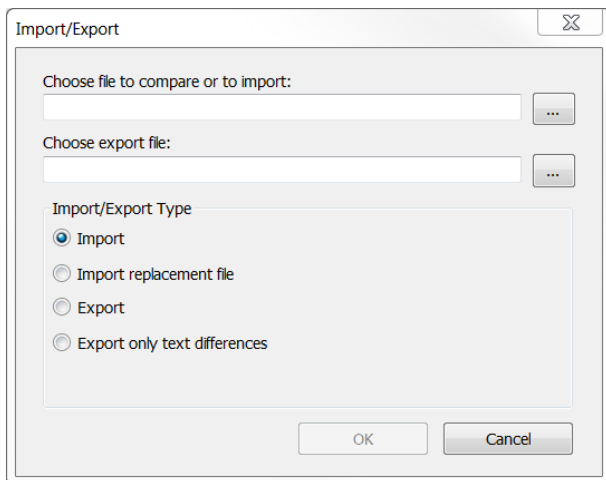 Import/Export
Choose file to compare or to import:
...
Choose export file:
...
Import/Export Type
Import
Import replacement file
Export
Export only text differences
OK
Cancel